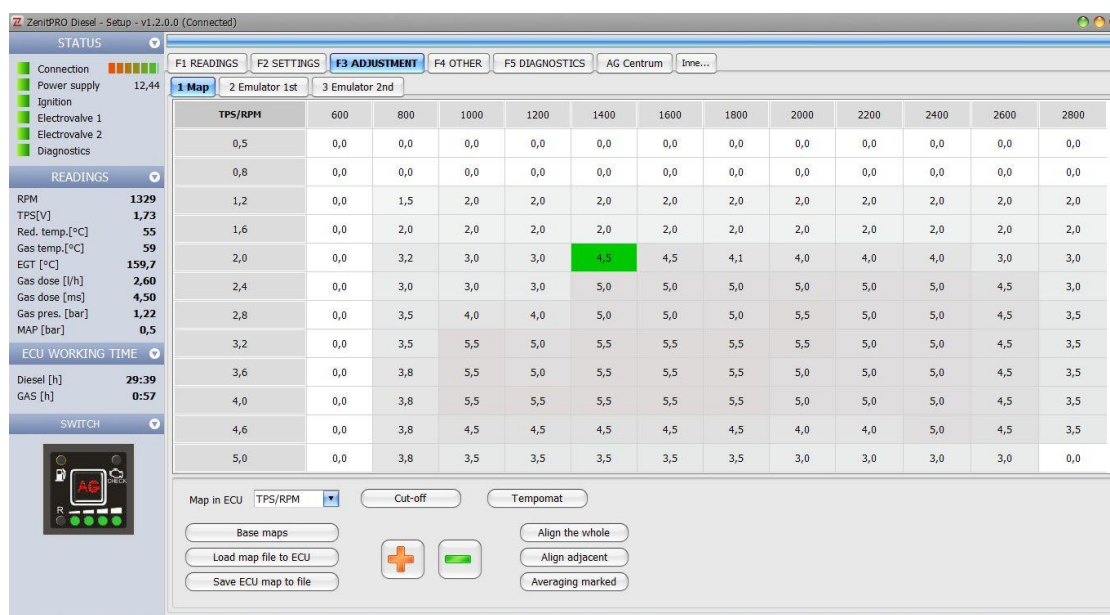 ZenitPRO Diesel - Setup - v1.2.0.0 (Connected)
STATUS
Connection
Power supply 12,44
Ignition
Electrovalve 1
Electrovalve 2
Diagnostics
READINGS
RPM 1329
TPS[V] 1,73
Red. temp.[°C] 55
Gas temp.[°C] 59
EGT [°C] 159,7
Gas dose [l/h] 2,60
Gas dose [ms] 4,50
Gas pres. [bar] 1,22
MAP [bar] 0,5
ECU WORKING TIME
Diesel [h] 29:39
GAS [h] 0:57
SWITCH
AG
CHECK
R
F1 READINGS F2 SETTINGS F3 ADJUSTMENT F4 OTHER F5 DIAGNOSTICS AG Centrum Inne...
1 Map 2 Emulator 1st 3 Emulator 2nd
TPS/RPM 600 800 1000 1200 1400 1600 1800 2000 2200 2400 2600 2800
0,5 0,0 0,0 0,0 0,0 0,0 0,0 0,0 0,0 0,0 0,0 0,0 0,0
0,8 0,0 0,0 0,0 0,0 0,0 0,0 0,0 0,0 0,0 0,0 0,0 0,0
1,2 0,0 1,5 2,0 2,0 2,0 2,0 2,0 2,0 2,0 2,0 2,0 2,0
1,6 0,0 2,0 2,0 2,0 2,0 2,0 2,0 2,0 2,0 2,0 2,0 2,0
2,0 0,0 3,2 3,0 3,0 4,5 4,5 4,1 4,0 4,0 4,0 3,0 3,0
2,4 0,0 3,0 3,0 3,0 5,0 5,0 5,0 5,0 5,0 5,0 4,5 3,0
2,8 0,0 3,5 4,0 4,0 5,0 5,0 5,0 5,5 5,0 5,0 4,5 3,5
3,2 0,0 3,5 5,5 5,0 5,5 5,5 5,5 5,5 5,5 5,0 4,5 3,5
3,6 0,0 3,8 5,5 5,0 5,5 5,5 5,5 5,0 5,0 5,0 4,5 3,5
4,0 0,0 3,8 5,5 5,5 5,5 5,5 5,5 5,0 5,0 5,0 4,5 3,5
4,6 0,0 3,8 4,5 4,5 4,5 4,5 4,5 4,0 4,0 5,0 4,5 3,5
5,0 0,0 3,8 3,5 3,5 3,5 3,5 3,5 3,0 3,0 3,0 3,0 0,0
Map in ECU TPS/RPM Cut-off Tempomat
Base maps Align the whole
Load map file to ECU Align adjacent
Save ECU map to file Averaging marked